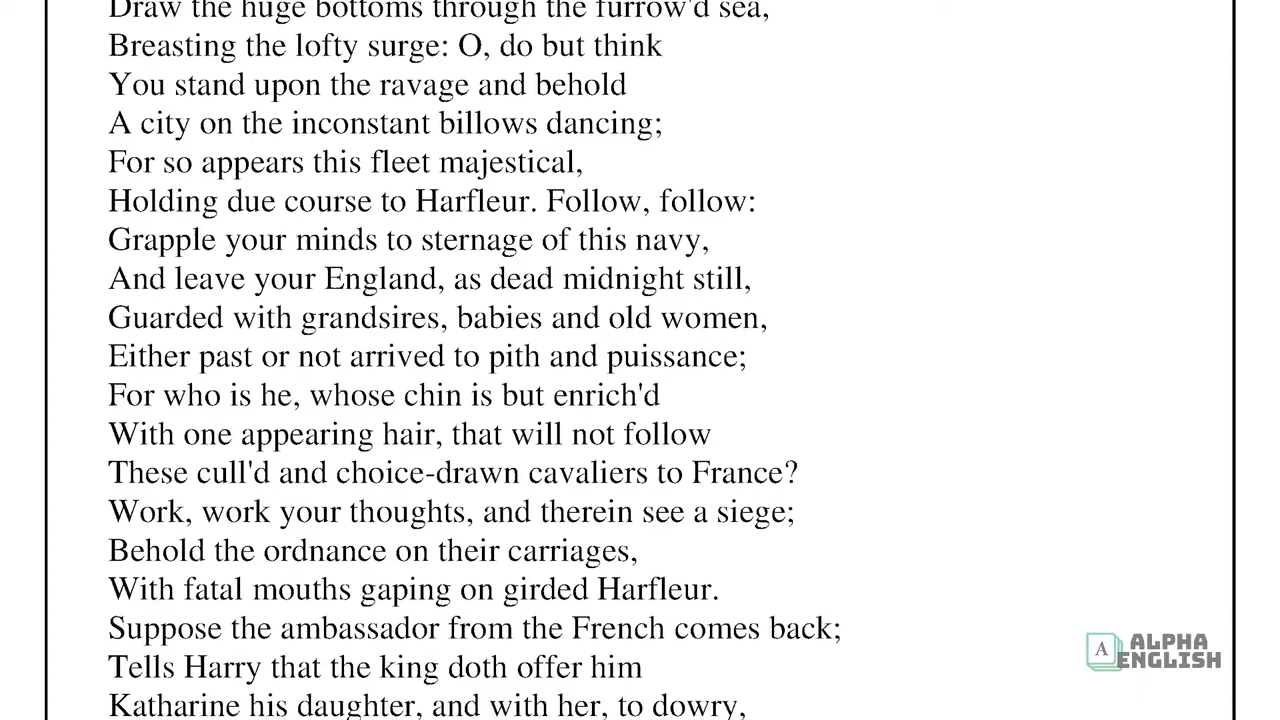 Draw the huge bottoms through the furrow'd sea,
Breasting the lofty surge: O, do but think
You stand upon the ravage and behold
A city on the inconstant billows dancing;
For so appears this fleet majestical,
Holding due course to Harfleur. Follow, follow:
Grapple your minds to sternage of this navy,
And leave your England, as dead midnight still,
Guarded with grandsires, babies and old women,
Either past or not arrived to pith and puissance;
For who is he, whose chin is but enrich'd
With one appearing hair, that will not follow
These cull'd and choice-drawn cavaliers to France?
Work, work your thoughts, and therein see a siege;
Behold the ordnance on their carriages,
With fatal mouths gaping on girded Harfleur.
Suppose the ambassador from the French comes back;
Tells Harry that the king doth offer him
Katharine his daughter, and with her, to dowry,
A ALPHA
ENGLISH